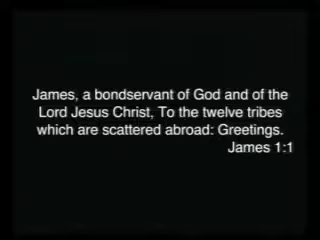 James, a bondservant of God and of the
Lord Jesus Christ, To the twelve tribes
which are scattered abroad: Greetings.
James 1:1